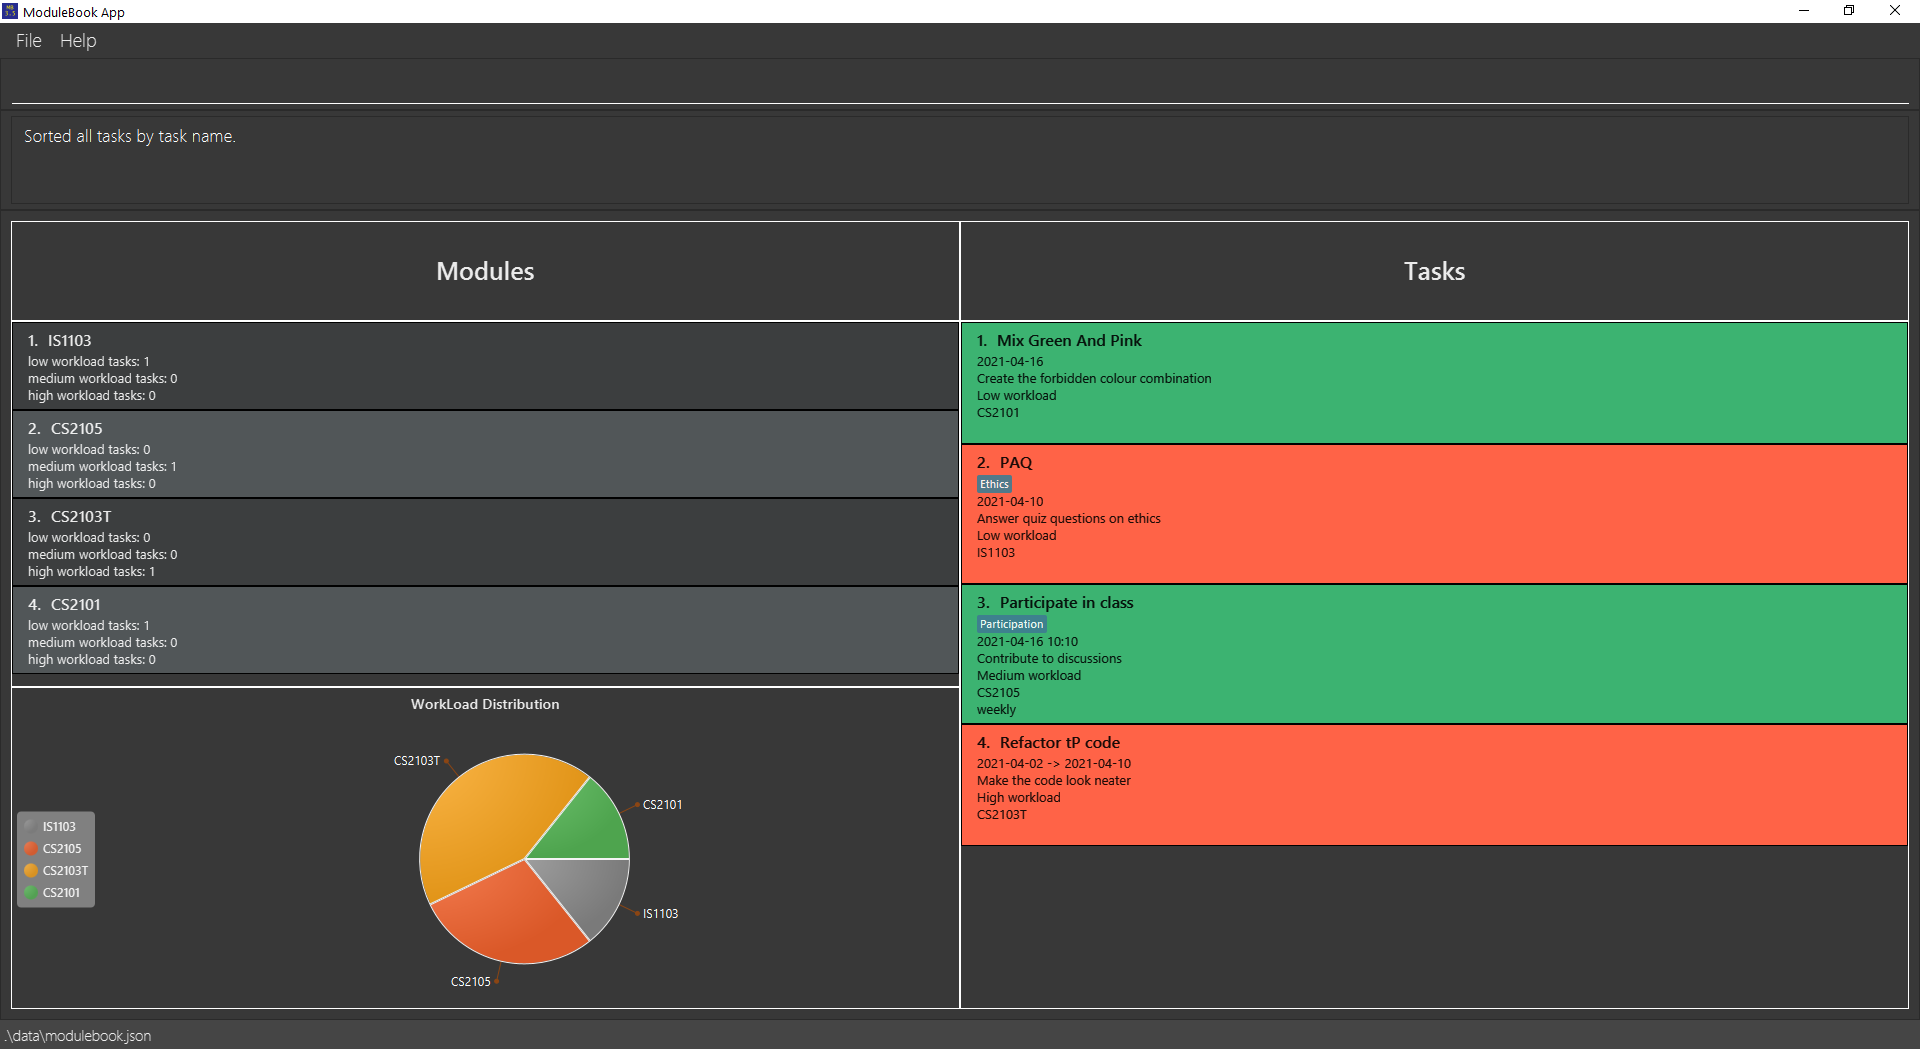 ModuleBook App
File Help
Sorted all tasks by task name.
Modules
1. IS1103
low workload tasks: 1
medium workload tasks: 0
high workload tasks: 0
2. CS2105
low workload tasks: 0
medium workload tasks: 1
high workload tasks: 0
3. CS2103T
low workload tasks: 0
medium workload tasks: 0
high workload tasks: 1
4. CS2101
low workload tasks: 1
medium workload tasks: 0
high workload tasks: 0
WorkLoad Distribution
CS2103T
CS2101
IS1103
CS2105
IS1103
CS2105
CS2103T
CS2101
Tasks
1. Mix Green And Pink
2021-04-16
Create the forbidden colour combination
Low workload
CS2101
2. PAQ
Ethics
2021-04-10
Answer quiz questions on ethics
Low workload
IS1103
3. Participate in class
Participation
2021-04-16 10:10
Contribute to discussions
Medium workload
CS2105
weekly
4. Refactor tP code
2021-04-02 -> 2021-04-10
Make the code look neater
High workload
CS2103T
.\data\modulebook.json